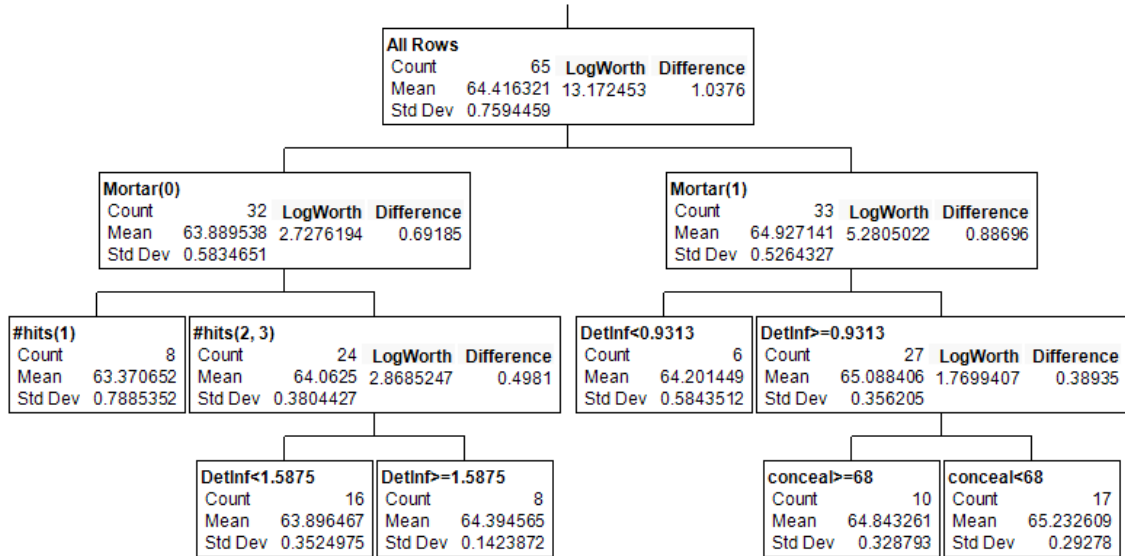 All Rows
Count 65 LogWorth Difference
Mean 64.416321 13.172453 1.0376
Std Dev 0.7594459
Mortar(0)
Count 32 LogWorth Difference
Mean 63.889538 2.7276194 0.69185
Std Dev 0.5834651
Mortar(1)
Count 33 LogWorth Difference
Mean 64.927141 5.2805022 0.88696
Std Dev 0.5264327
#hits(1)
Count 8
Mean 63.370652
Std Dev 0.7885352
#hits(2, 3)
Count 24 LogWorth Difference
Mean 64.0625 2.8685247 0.4981
Std Dev 0.3804427
DetInf<0.9313
Count 6
Mean 64.201449
Std Dev 0.5843512
DetInf>=0.9313
Count 27 LogWorth Difference
Mean 65.088406 1.7699407 0.38935
Std Dev 0.356205
DetInf<1.5875
Count 16
Mean 63.896467
Std Dev 0.3524975
DetInf>=1.5875
Count 8
Mean 64.394565
Std Dev 0.1423872
conceal>=68
Count 10
Mean 64.843261
Std Dev 0.328793
conceal<68
Count 17
Mean 65.232609
Std Dev 0.29278